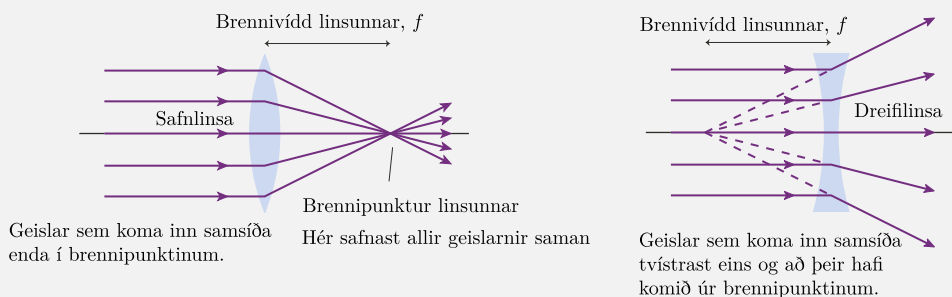 Brennivídd linsunnar, f
Safnlinsa
Brennipunktur linsunnar
Hér safnast allir geislarnir saman
Geislar sem koma inn samsíða
enda í brennipunktinum.
Brennivídd linsunnar, f
Dreifilinsa
Geislar sem koma inn samsíða
tvístrast eins og að þeir hafi
komið úr brennipunktinum.